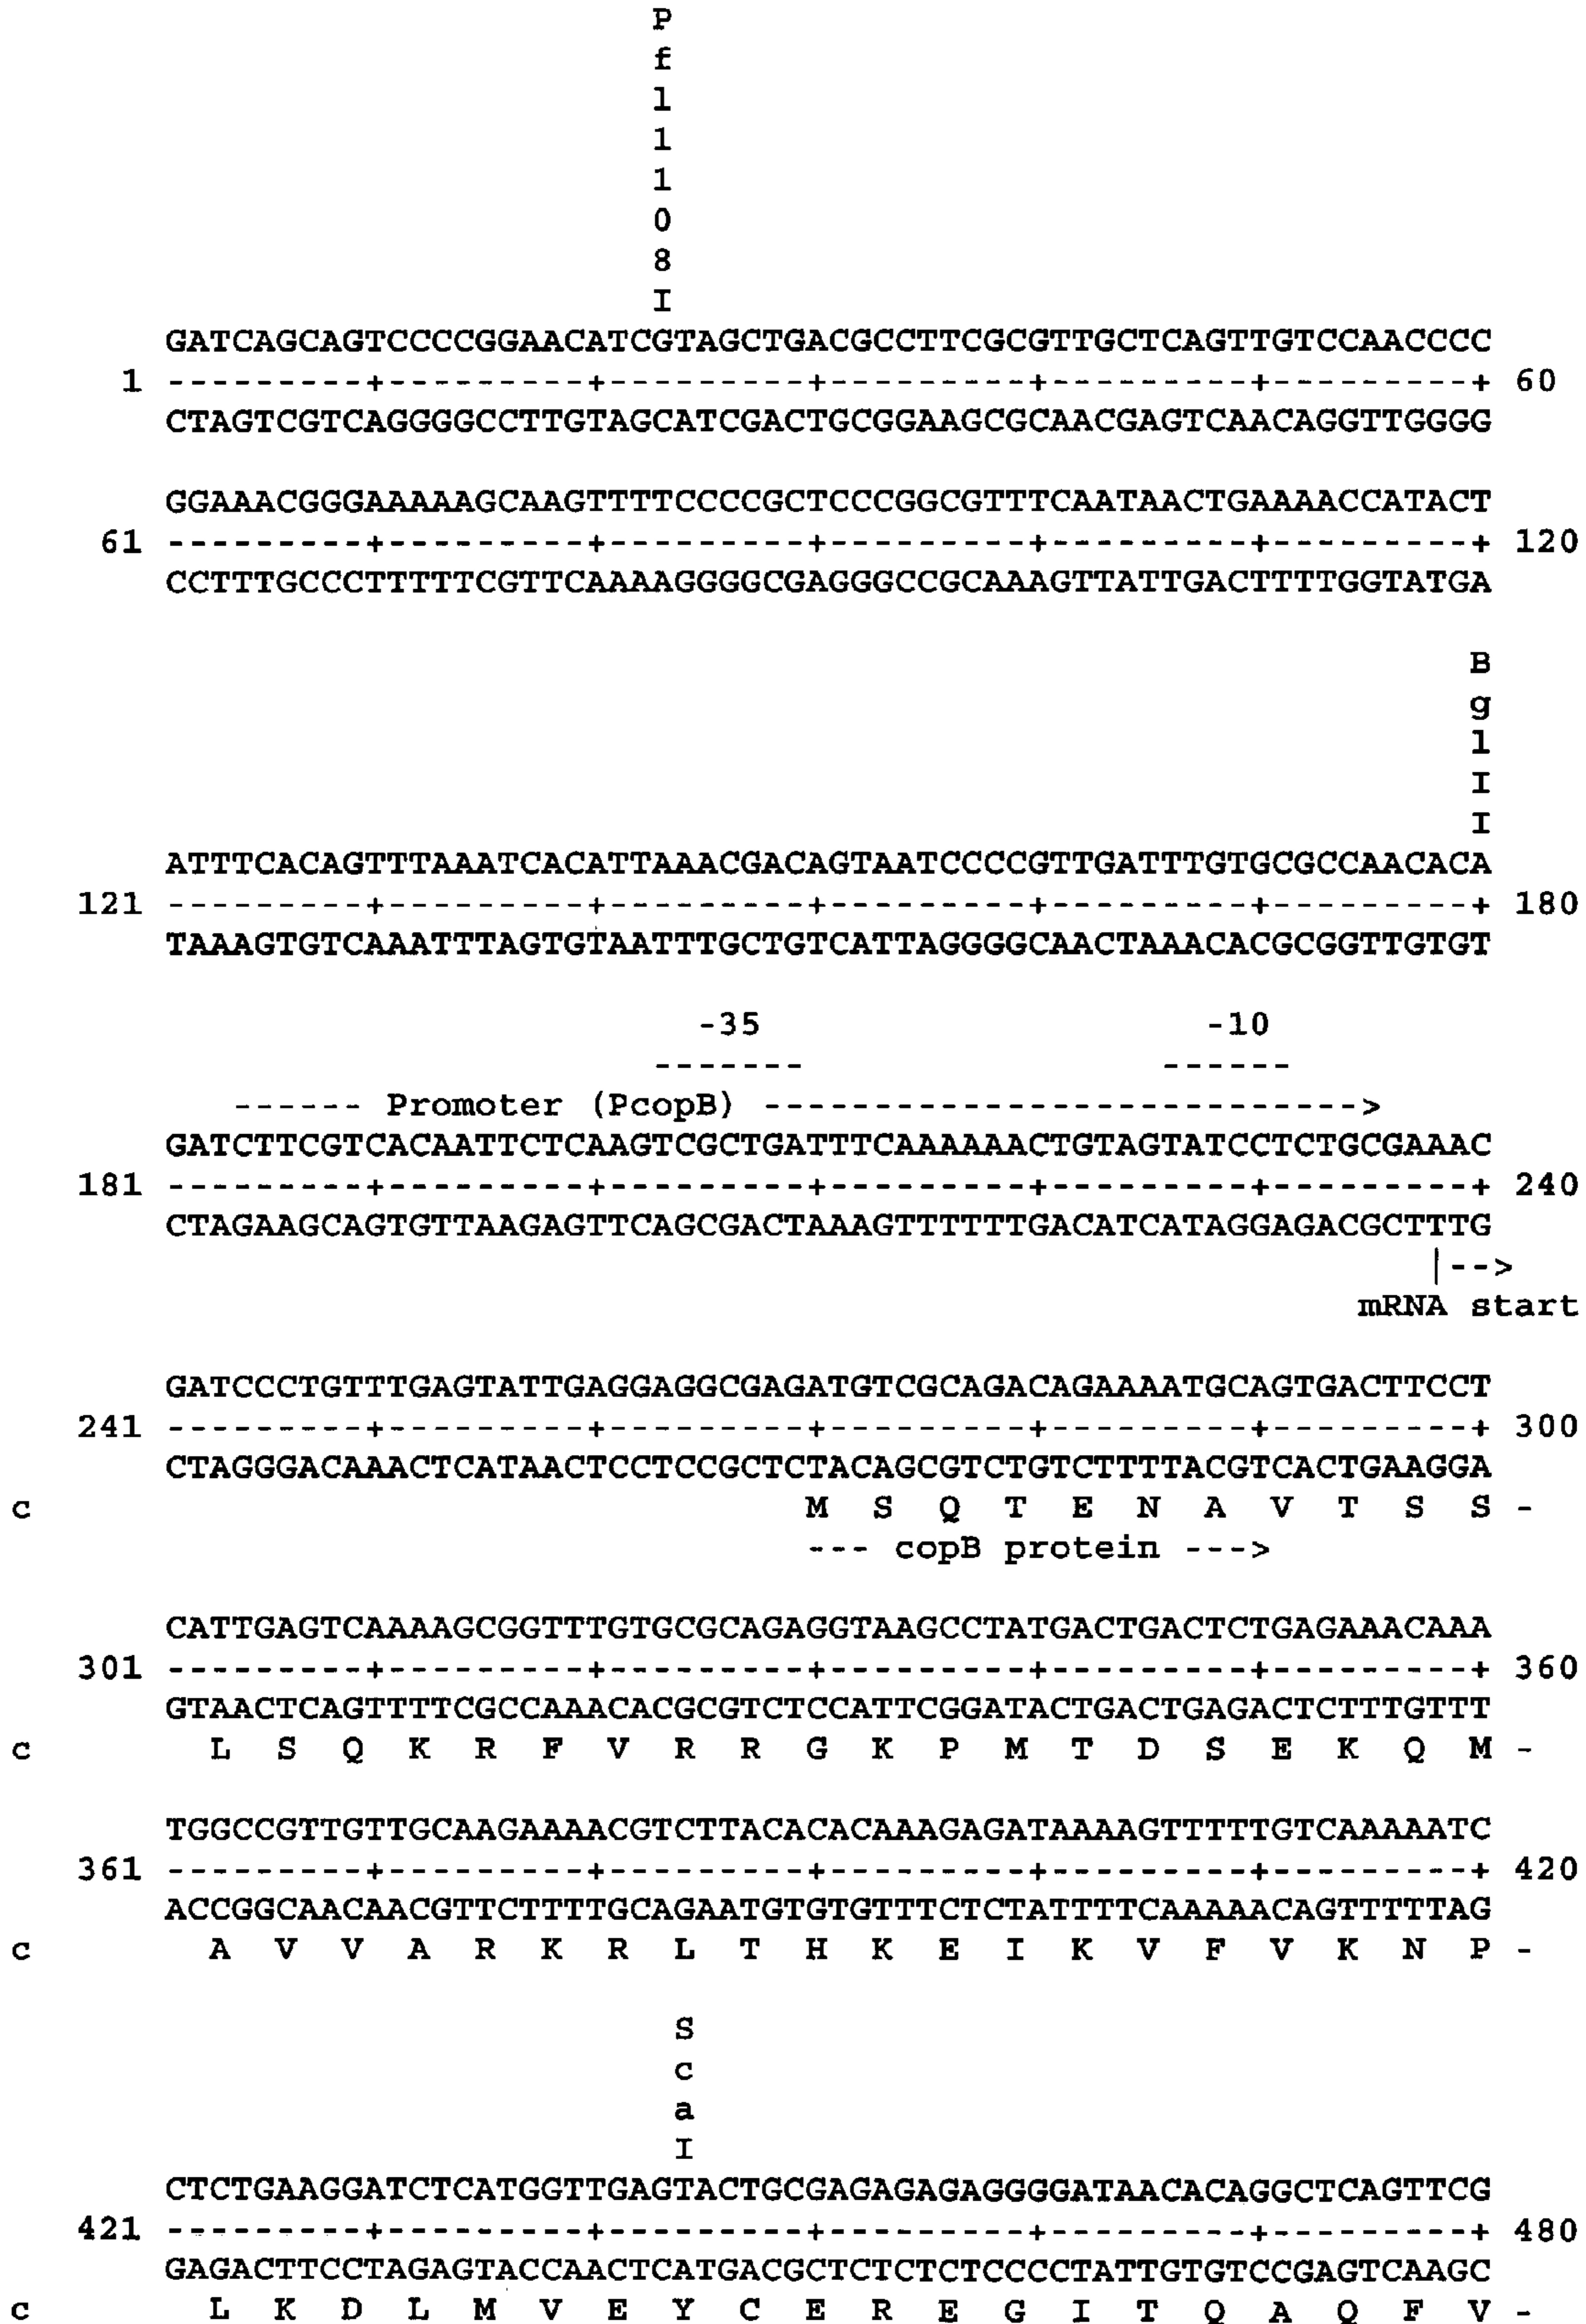 P
f
l
1
1
0
8
I
GATCAGCAGTCCCCGGAACATCGTAGCTGACGCCTTCGCGTTGCTCAGTTGTCCAACCCC
1 ---------+---------+---------+---------+---------+---------+ 60
CTAGTCGTCAGGGGCCTTGTAGCATCGACTGCGGAAGCGCAACGAGTCAACAGGTTGGGG
GGAAACGGGAAAAAGCAAGTTTTCCCCGCTCCCGGCGTTTCAATAACTGAAAACCATACT
61 ---------+---------+---------+---------+---------+---------+ 120
CCTTTGCCCTTTTTCGTTCAAAAGGGGCGAGGGCCGCAAAGTTATTGACTTTTGGTATGA
B
g
l
I
I
ATTTCACAGTTTAAATCACATTAAACGACAGTAATCCCCGTTGATTTGTGCGCCAACACA
121 ---------+---------+---------+---------+---------+---------+ 180
TAAAGTGTCAAATTTAGTGTAATTTGCTGTCATTAGGGGCAACTAAACACGCGGTTGTGT
-35 -10
------- ------
------ Promoter (PcopB) --------------------------->
GATCTTCGTCACAATTCTCAAGTCGCTGATTTCAAAAAACTGTAGTATCCTCTGCGAAAC
181 ---------+---------+---------+---------+---------+---------+ 240
CTAGAAGCAGTGTTAAGAGTTCAGCGACTAAAGTTTTTTGACATCATAGGAGACGCTTTG
|-->
mRNA start
GATCCCTGTTTGAGTATTGAGGAGGCGAGATGTCGCAGACAGAAAATGCAGTGACTTCCT
241 ---------+---------+---------+---------+---------+---------+ 300
CTAGGGACAAACTCATAACTCCTCCGCTCTACAGCGTCTGTCTTTTACGTCACTGAAGGA
c M S Q T E N A V T S S -
--- copB protein --->
CATTGAGTCAAAAGCGGTTTGTGCGCAGAGGTAAGCCTATGACTGACTCTGAGAAACAAA
301 ---------+---------+---------+---------+---------+---------+ 360
GTAACTCAGTTTTCGCCAAACACGCGTCTCCATTCGGATACTGACTGAGACTCTTTGTTT
c L S Q K R F V R R G K P M T D S E K Q M -
TGGCCGTTGTTGCAAGAAAACGTCTTACACACAAAGAGATAAAAGTTTTTGTCAAAAATC
361 ---------+---------+---------+---------+---------+---------+ 420
ACCGGCAACAACGTTCTTTTGCAGAATGTGTGTTTCTCTATTTTCAAAAACAGTTTTTAG
c A V V A R K R L T H K E I K V F V K N P -
S
c
a
I
CTCTGAAGGATCTCATGGTTGAGTACTGCGAGAGAGAGGGGATAACACAGGCTCAGTTCG
421 ---------+---------+---------+---------+---------+---------+ 480
GAGACTTCCTAGAGTACCAACTCATGACGCTCTCTCTCCCCTATTGTGTCCGAGTCAAGC
c L K D L M V E Y C E R E G I T Q A Q F V -